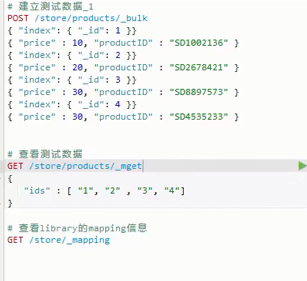 # 建立测试数据_1
POST /store/products/_bulk
{ "index": { "_id": 1 }}
{ "price" : 10, "productID" : "SD1002136" }
{ "index": { "_id": 2 }}
{ "price" : 20, "productID" : "SD2678421" }
{ "index": { "_id": 3 }}
{ "price" : 30, "productID" : "SD8897573" }
{ "index": { "_id": 4 }}
{ "price" : 30, "productID" : "SD4535233" }
# 查看测试数据
GET /store/products/_mget
{
"ids" : [ "1", "2" , "3", "4"]
}
# 查看library的mapping信息
GET /store/_mapping